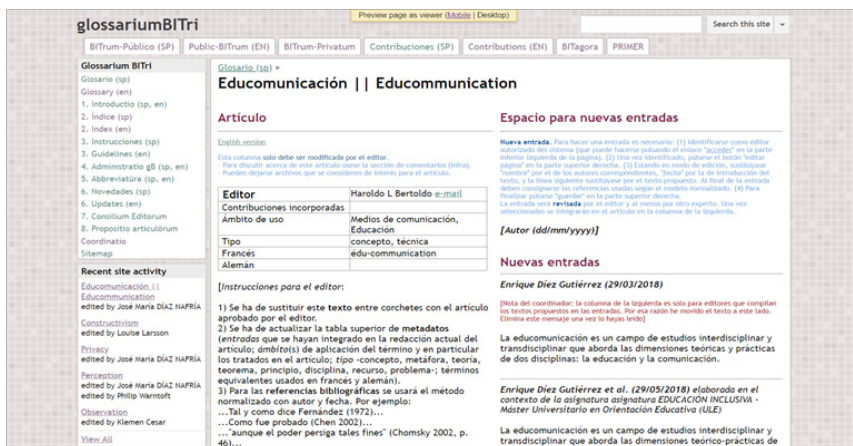 Preview page as viewer (Mobile | Desktop)
glossariumBITri
Search this site
BITrum-Público (SP)
Public-BITrum (EN)
BITrum-Privatum
Contribuciones (SP)
Contributions (EN)
BITagora
PRIMER
Glossarium BITri
Glosario (sp)
Glossary (en)
1. Introductio (sp, en)
2. Índice (sp)
2. Index (en)
3. Instrucciones (sp)
3. Guidelines (en)
4. Administratio gB (sp, en)
5. Abbreviatūra (sp, en)
6. Novedades (sp)
6. Updates (en)
7. Consilium Editorum
8. Propositio articulòrum
Coordinatio
Sitemap
Recent site activity
Educomunicación ||
Educommunication
edited by José María DÍAZ NAFRÍA
Constructivism
edited by Louise Larsson
Privacy
edited by José María DÍAZ NAFRÍA
Perception
edited by José María DÍAZ NAFRÍA
edited by Philip Warntoft
Observation
edited by Klemen Cesar
View All
Glosario (sp) >
Educomunicación || Educommunication
Artículo
English version
Esta columna solo debe ser modificada por el editor.
- Para discutir acerca de este artículo úsese la sección de comentarios (infra).
- Pueden dejarse archivos que se consideren de interés para el artículo.
Editor Haroldo L Bertoldo e-mail
Contribuciones incorporadas
Ámbito de uso Medios de comunicación,
Educación
Tipo concepto, técnica
Francés édu-communication
Alemán
[Instrucciones para el editor:
1) Se ha de sustituir este texto entre corchetes con el artículo
aprobado por el editor.
2) Se ha de actualizar la tabla superior de metadatos
(entradas que se hayan integrado en la redacción actual del
artículo; ámbito(s) de aplicación del término y en particular
los tratados en el artículo; tipo =concepto, metáfora, teoría,
teorema, principio, disciplina, recurso, problema-; términos
equivalentes usados en francés y alemán).
3) Para las referencias bibliográficas se usará el método
normalizado con autor y fecha. Por ejemplo:
...Tal y como dice Fernández (1972)...
...Como fue probado (Chen 2002)...
..."aunque el poder persiga tales fines" (Chomsky 2002, p.
46)...
Espacio para nuevas entradas
Nueva entrada. Para hacer una entrada es necesario: (1) identificarse como editor
autorizado del sistema (que puede hacerse pulsando el enlace "acceder" en la parte
inferior izquierda de la página). (2) Una vez identificado, púlsese el botón "editar
página" en la parte superior derecha. (3) Estando en modo de edición, sustitúyase
"nombre" por el de los autores correspondientes, "fecha" por la de introducción del
texto, y la línea siguiente sustitúyase por el texto propuesto. Al final de la entrada
deben consignarse las referencias usadas según el modelo normalizado. (4) Para
finalizar púlsese "guardar" en la parte superior derecha.
La entrada será revisada por el editor y al menos por otro experto. Una vez
seleccionadas se integrarán en el artículo en la columna de la izquierda.
[Autor (dd/mm/yyyy)]
Nuevas entradas
Enrique Díez Gutiérrez (29/03/2018)
[Nota del coordinador: la columna de la izquierda es solo para editores que compilan
los textos propuestos en las entradas. Por esa razón he movido el texto a este lado.
Elimina este mensaje una vez lo hayas leído]
La educomunicación es un campo de estudios interdisciplinar y
transdisciplinar que aborda las dimensiones teóricas y prácticas
de dos disciplinas: la educación y la comunicación.
Enrique Díez Gutiérrez et al. (29/05/2018) elaborada en el
contexto de la asignatura asignatura EDUCACIÓN INCLUSIVA -
Máster Universitario en Orientación Educativa (ULE)
La educomunicación es un campo de estudios interdisciplinar y
transdisciplinar que aborda las dimensiones teórico-prácticas de